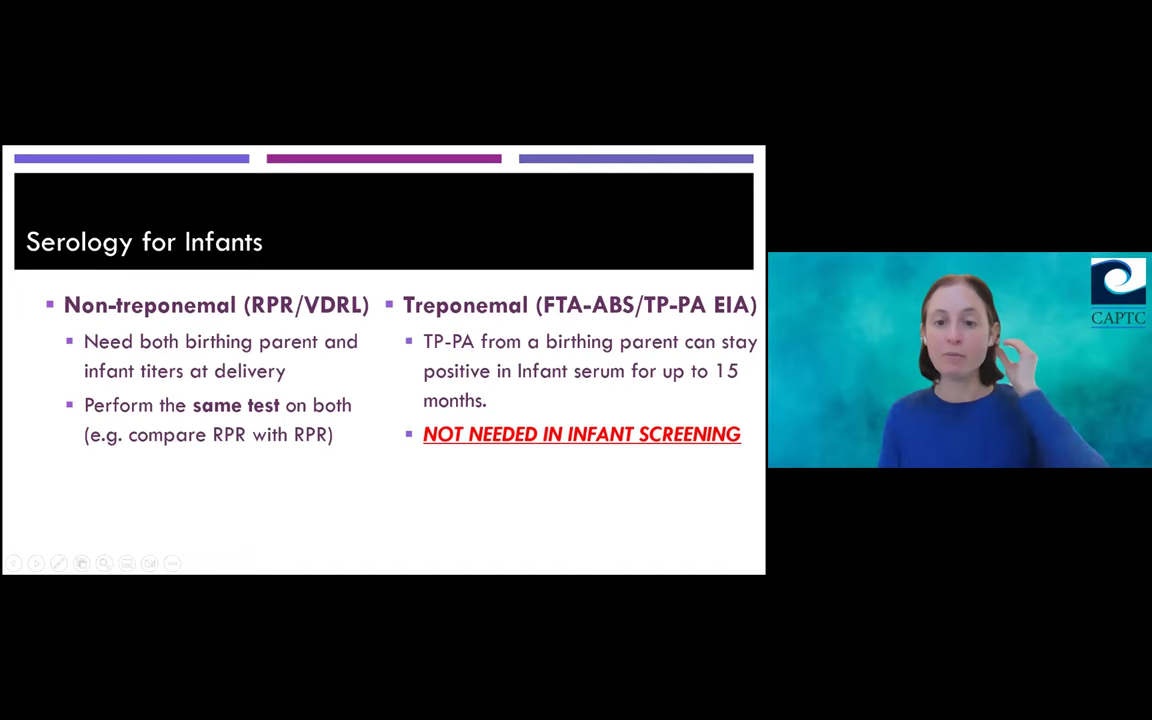 Serology for Infants
Non-treponemal (RPR/VDRL)
Need both birthing parent and
infant titers at delivery
Perform the same test on both
(e.g. compare RPR with RPR)
Treponemal (FTA-ABS/TP-PA EIA)
TP-PA from a birthing parent can stay
positive in Infant serum for up to 15
months.
NOT NEEDED IN INFANT SCREENING
CAPTC